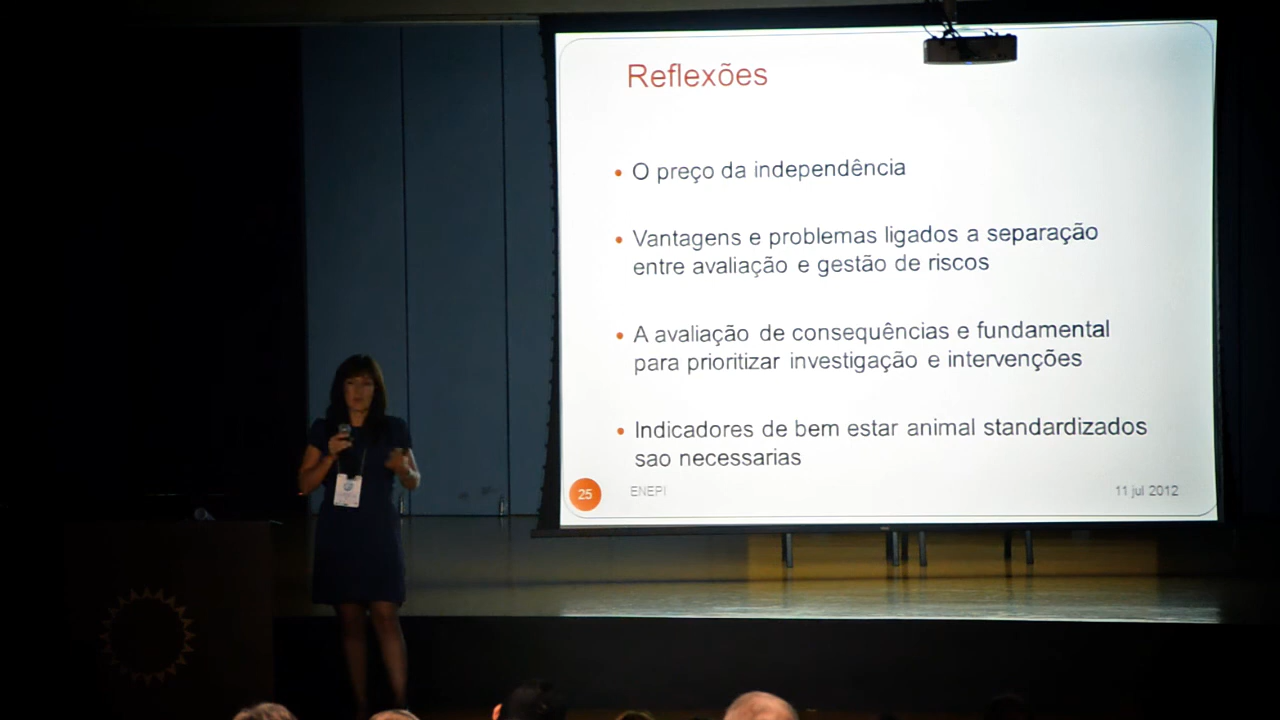 Reflexões
• O preço da independência
• Vantagens e problemas ligados a separação
entre avaliação e gestão de riscos
• A avaliação de consequências e fundamental
para prioritizar investigação e intervenções
• Indicadores de bem estar animal standardizados
sao necessarias
25 ENEPI 11 jul 2012